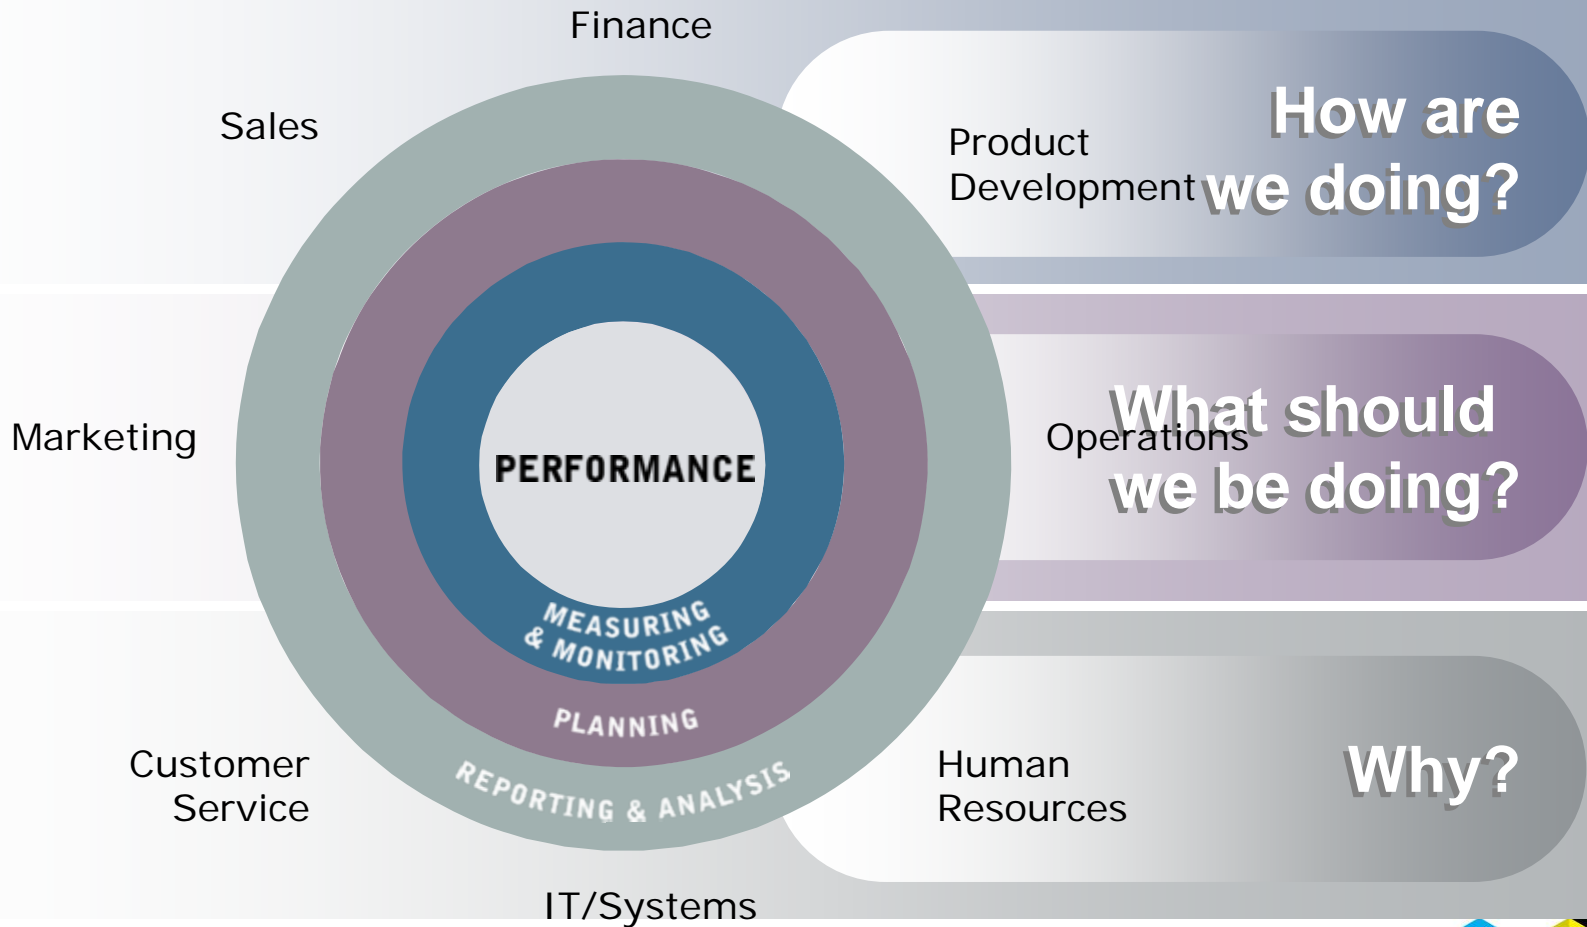 Finance
Sales
Product
Development
How are
we doing?
Marketing
PERFORMANCE
Operations
What should
we be doing?
MEASURING
& MONITORING
PLANNING
REPORTING & ANALYSIS
Customer
Service
Human
Resources
Why?
IT/Systems